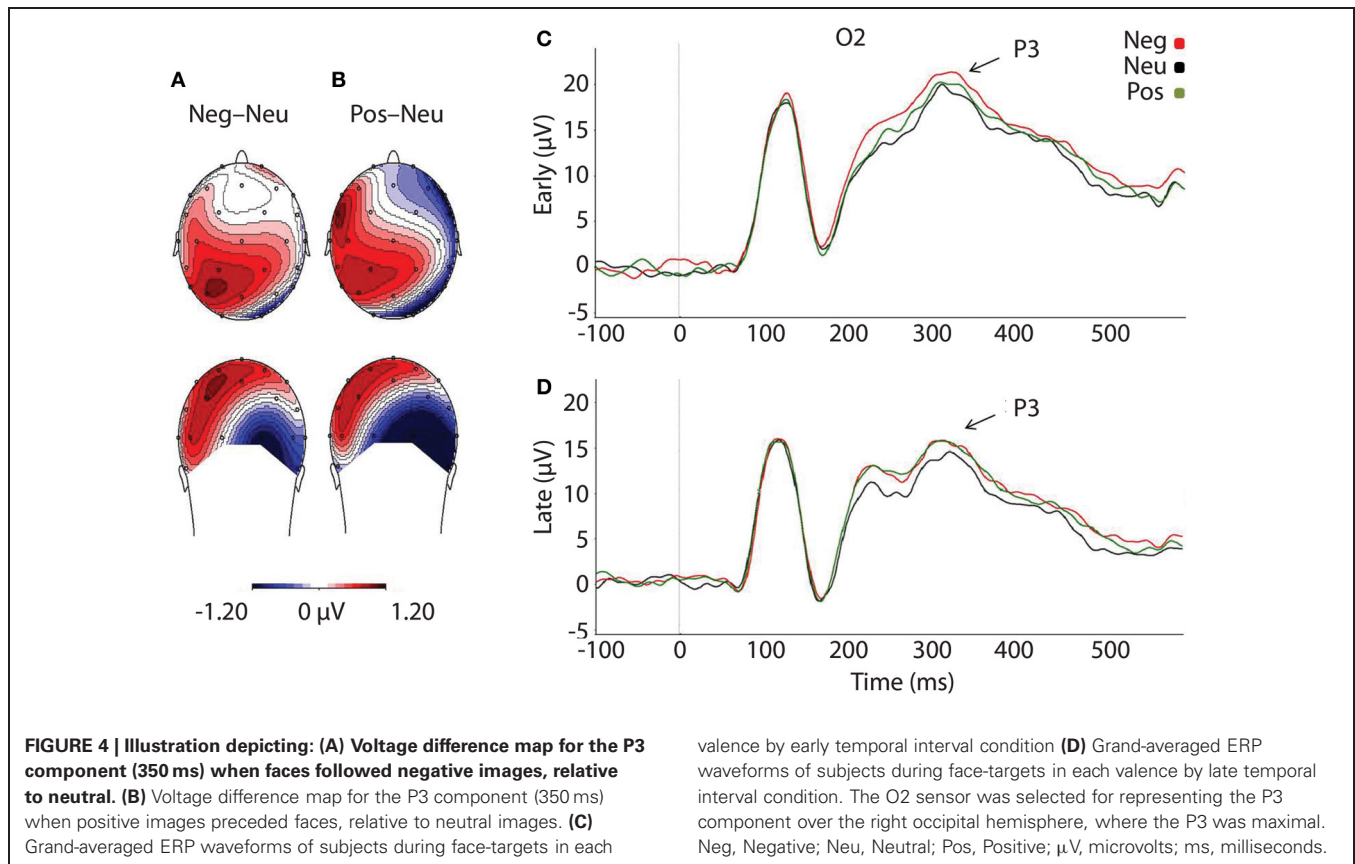 A
B
Neg–Neu
Pos–Neu
-1.20 0 µV 1.20
C
O2
Neg
Neu
Pos
P3
Early (µV)
20
15
10
5
0
-5
-100 0 100 200 300 400 500
D
P3
Late (µV)
20
15
10
5
0
-5
-100 0 100 200 300 400 500
Time (ms)
FIGURE 4 | Illustration depicting: (A) Voltage difference map for the P3
component (350 ms) when faces followed negative images, relative
to neutral. (B) Voltage difference map for the P3 component (350 ms)
when positive images preceded faces, relative to neutral images. (C)
Grand-averaged ERP waveforms of subjects during face-targets in each
valence by early temporal interval condition (D) Grand-averaged ERP
waveforms of subjects during face-targets in each valence by late temporal
interval condition. The O2 sensor was selected for representing the P3
component over the right occipital hemisphere, where the P3 was maximal.
Neg, Negative; Neu, Neutral; Pos, Positive; µV, microvolts; ms, milliseconds.